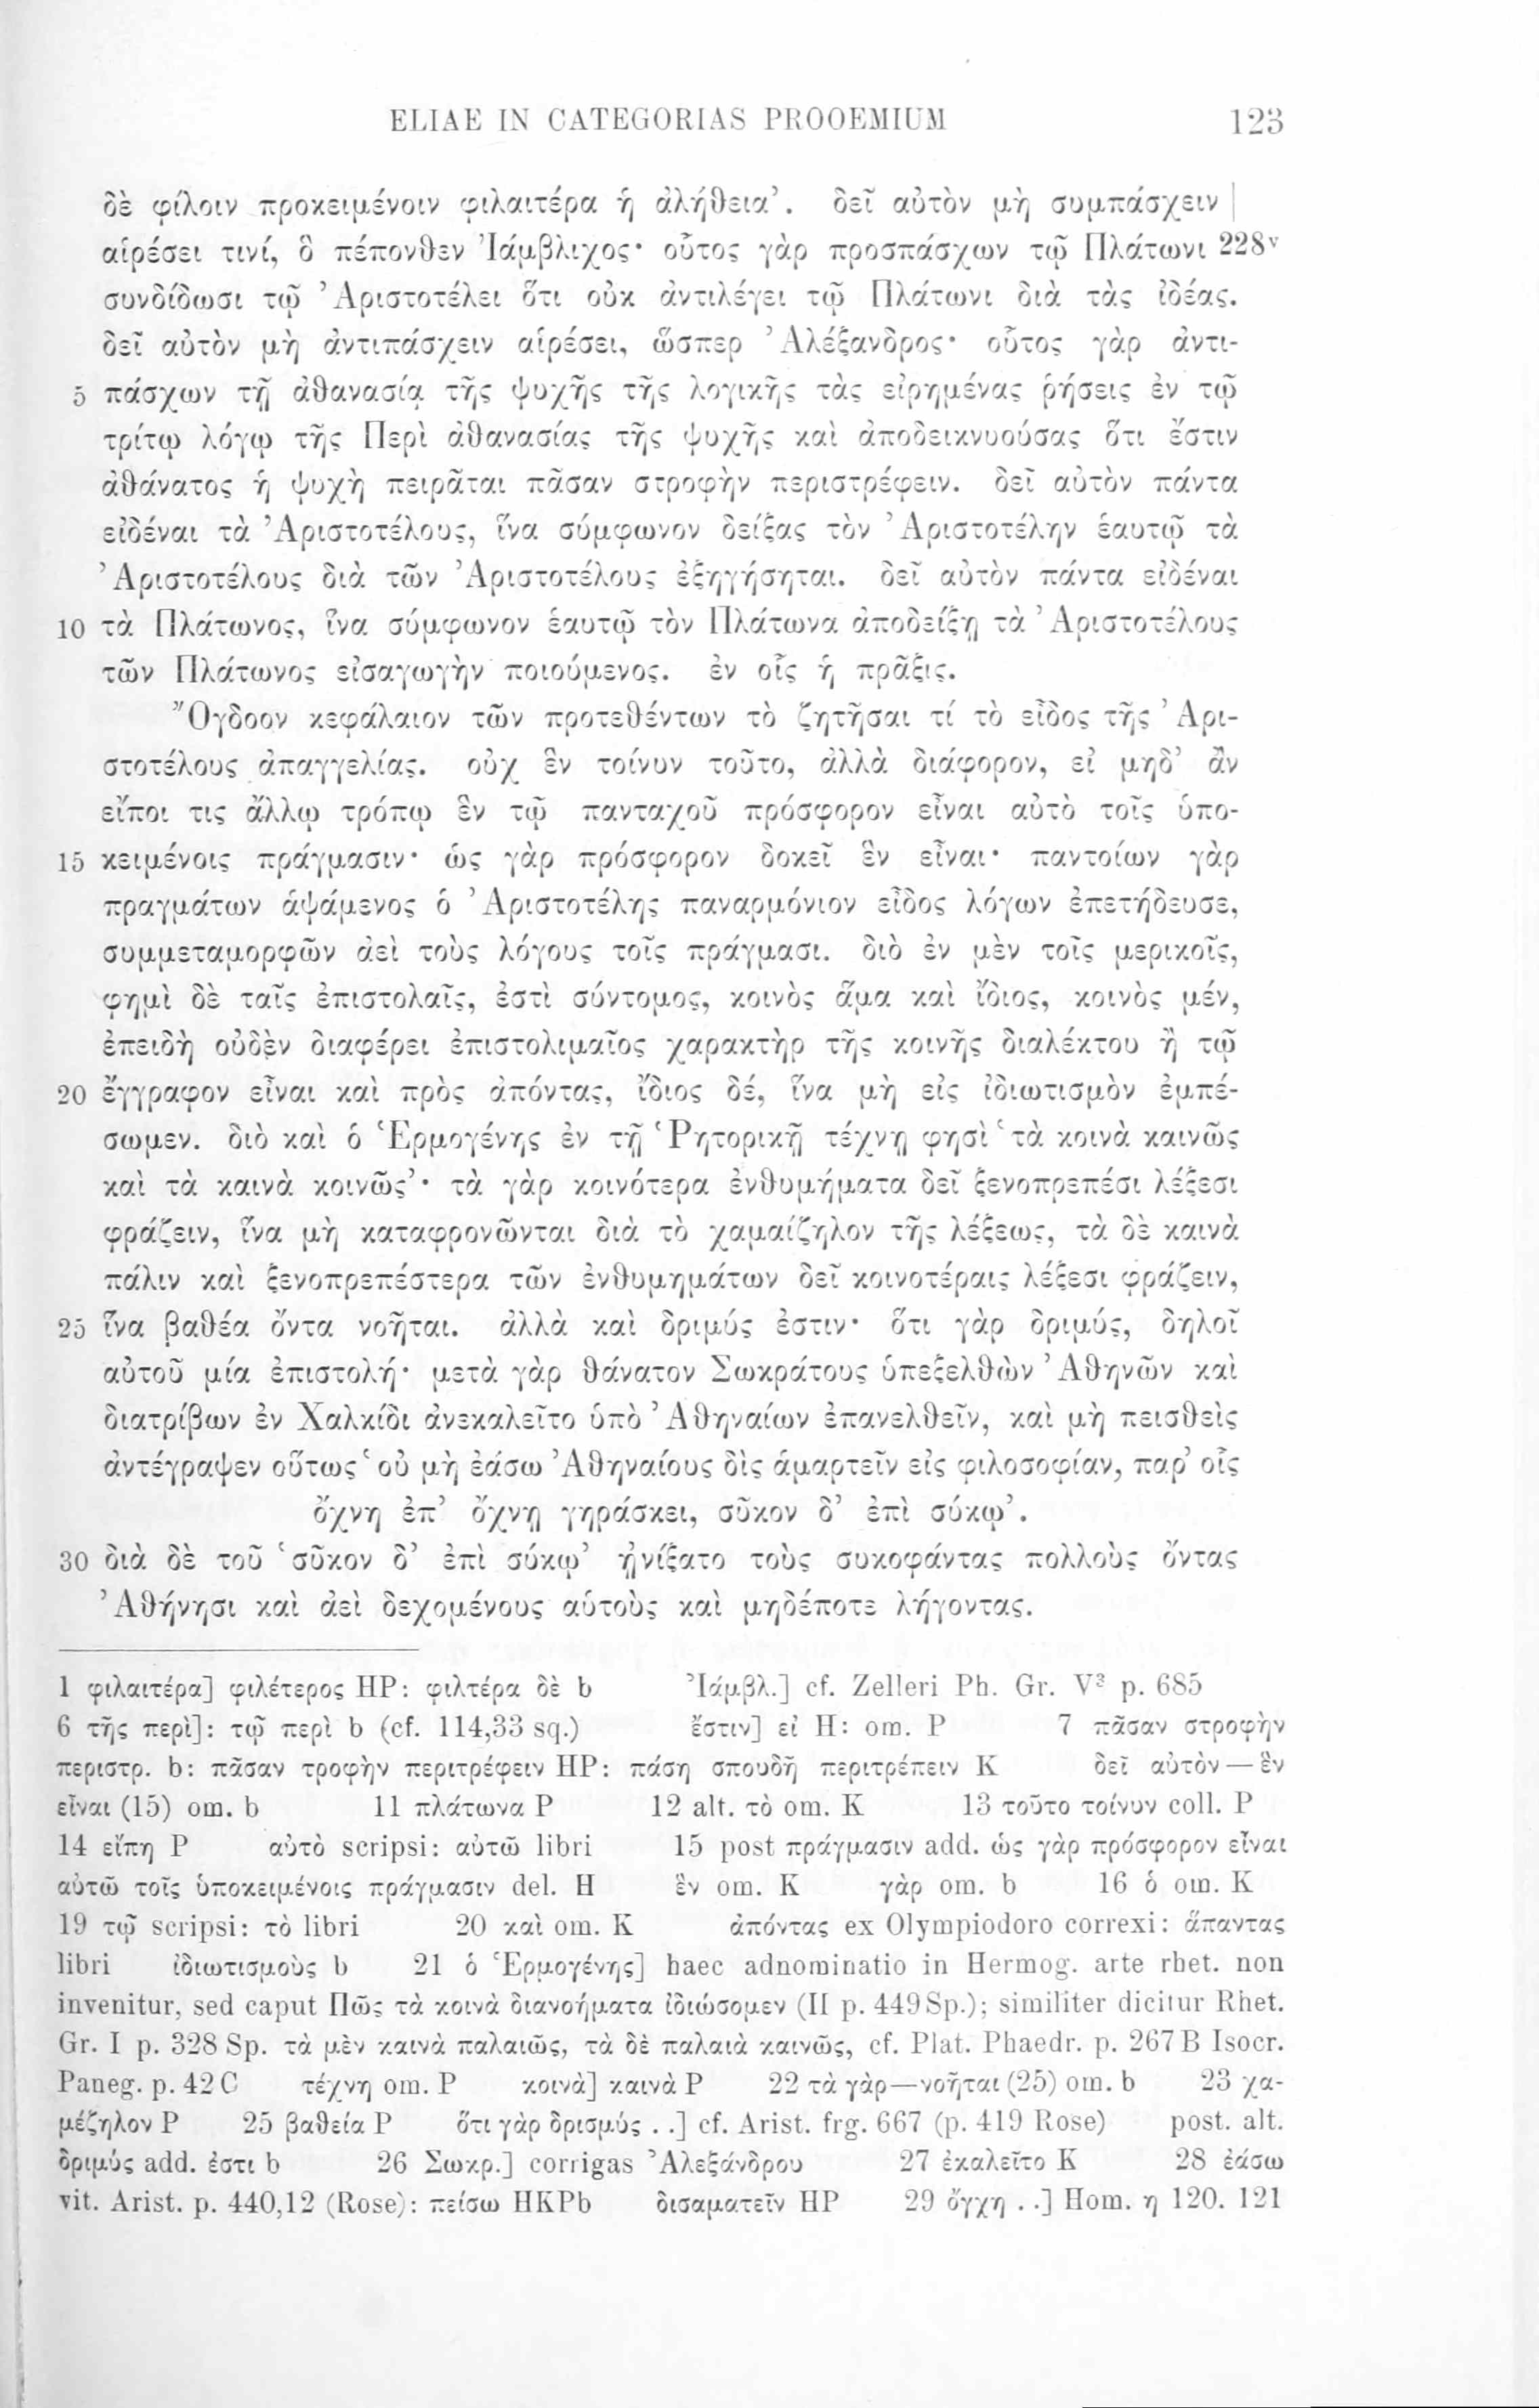 ELIAE IN CATEGORIAS PROOEMIUM 123
δὲ φίλοιν προκειμένοιν φιλαιτέρα ἡ ἀλήθεια’. δεῖ αὐτὸν μὴ συμπάσχειν |
αἱρέσει τινί, ὃ πέπονθεν Ἰάμβλιχος· οὗτος γὰρ προσπάσχων τῷ Πλάτωνι 228ᵛ
συνδίδωσι τῷ Ἀριστοτέλει ὅτι οὐκ ἀντιλέγει τῷ Πλάτωνι διὰ τὰς ἰδέας.
δεῖ αὐτὸν μὴ ἀντιπάσχειν αἱρέσει, ὥσπερ Ἀλέξανδρος· οὗτος γὰρ ἀντι-
5 πάσχων τῇ ἀθανασίᾳ τῆς ψυχῆς τῆς λογικῆς τὰς εἰρημένας ῥήσεις ἐν τῷ
τρίτῳ λόγῳ τῆς Περὶ ἀθανασίας τῆς ψυχῆς καὶ ἀποδεικνυούσας ὅτι ἔστιν
ἀθάνατος ἡ ψυχὴ πειρᾶται πᾶσαν στροφὴν περιστρέφειν. δεῖ αὐτὸν πάντα
εἰδέναι τὰ Ἀριστοτέλους, ἵνα σύμφωνον δείξας τὸν Ἀριστοτέλην ἑαυτῷ τὰ
Ἀριστοτέλους διὰ τῶν Ἀριστοτέλους ἐξηγήσηται. δεῖ αὐτὸν πάντα εἰδέναι
10 τὰ Πλάτωνος, ἵνα σύμφωνον ἑαυτῷ τὸν Πλάτωνα ἀποδείξῃ τὰ Ἀριστοτέλους
τῶν Πλάτωνος εἰσαγωγὴν ποιούμενος. ἐν οἷς ἡ πρᾶξις.
Ὄγδοον κεφάλαιον τῶν προτεθέντων τὸ ζητῆσαι τί τὸ εἶδος τῆς Ἀρι-
στοτέλους ἀπαγγελίας. οὐχ ἓν τοίνυν τοῦτο, ἀλλὰ διάφορον, εἰ μηδ’ ἂν
εἴποι τις ἄλλῳ τρόπῳ ἓν τῷ πανταχοῦ πρόσφορον εἶναι αὐτὸ τοῖς ὑπο-
15 κειμένοις πράγμασιν· ὡς γὰρ πρόσφορον δοκεῖ ἓν εἶναι· παντοίων γὰρ
πραγμάτων ἁψάμενος ὁ Ἀριστοτέλης παναρμόνιον εἶδος λόγων ἐπετήδευσε,
συμμεταμορφῶν ἀεὶ τοὺς λόγους τοῖς πράγμασι. διὸ ἐν μὲν τοῖς μερικοῖς,
φημὶ δὲ ταῖς ἐπιστολαῖς, ἐστὶ σύντομος, κοινὸς ἅμα καὶ ἴδιος, κοινὸς μέν,
ἐπειδὴ οὐδὲν διαφέρει ἐπιστολιμαῖος χαρακτὴρ τῆς κοινῆς διαλέκτου ἢ τῷ
20 ἔγγραφον εἶναι καὶ πρὸς ἀπόντας, ἴδιος δέ, ἵνα μὴ εἰς ἰδιωτισμὸν ἐμπέ-
σωμεν. διὸ καὶ ὁ Ἑρμογένης ἐν τῇ Ῥητορικῇ τέχνῃ φησὶ ‘τὰ κοινὰ καινῶς
καὶ τὰ καινὰ κοινῶς’· τὰ γὰρ κοινότερα ἐνθυμήματα δεῖ ξενοπρεπέσι λέξεσι
φράζειν, ἵνα μὴ καταφρονῶνται διὰ τὸ χαμαίζηλον τῆς λέξεως, τὰ δὲ καινὰ
πάλιν καὶ ξενοπρεπέστερα τῶν ἐνθυμημάτων δεῖ κοινοτέραις λέξεσι φράζειν,
25 ἵνα βαθέα ὄντα νοῆται. ἀλλὰ καὶ δριμύς ἐστιν· ὅτι γὰρ δριμύς, δηλοῖ
αὐτοῦ μία ἐπιστολή· μετὰ γὰρ θάνατον Σωκράτους ὑπεξελθὼν Ἀθηνῶν καὶ
διατρίβων ἐν Χαλκίδι ἀνεκαλεῖτο ὑπὸ Ἀθηναίων ἐπανελθεῖν, καὶ μὴ πεισθεὶς
ἀντέγραψεν οὕτως ‘οὐ μὴ ἐάσω Ἀθηναίους δὶς ἁμαρτεῖν εἰς φιλοσοφίαν, παρ’ οἷς
ὄχνη ἐπ’ ὄχνῃ γηράσκει, σῦκον δ’ ἐπὶ σύκῳ’.
30 διὰ δὲ τοῦ ‘σῦκον δ’ ἐπὶ σύκῳ’ ᾐνίξατο τοὺς συκοφάντας πολλοὺς ὄντας
Ἀθήνησι καὶ ἀεὶ δεχομένους αὑτοὺς καὶ μηδέποτε λήγοντας.
1 φιλαιτέρα] φιλέτερος HP: φιλτέρα δὲ b Ἰάμβλ.] cf. Zelleri Ph. Gr. V³ p. 685
6 τῆς περὶ]: τῷ περὶ b (cf. 114,33 sq.) ἔστιν] εἰ H: om. P 7 πᾶσαν στροφὴν
περιστρ. b: πᾶσαν τροφὴν περιτρέφειν HP: πάσῃ σπουδῇ περιτρέπειν K δεῖ αὐτὸν — ἓν
εἶναι (15) om. b 11 πλάτωνα P 12 alt. τὸ om. K 13 τοῦτο τοίνυν coll. P
14 εἴπη P αὐτὸ scripsi: αὐτῶ libri 15 post πράγμασιν add. ὡς γὰρ πρόσφορον εἶναι
αὐτῶ τοῖς ὑποκειμένοις πράγμασιν del. H ἓν om. K γὰρ om. b 16 ὁ om. K
19 τῷ scripsi: τὸ libri 20 καὶ om. K ἀπόντας ex Olympiodoro correxi: ἅπαντας
libri ἰδιωτισμοὺς b 21 ὁ Ἑρμογένης] haec adnominatio in Hermog. arte rhet. non
invenitur, sed caput Πῶς τὰ κοινὰ διανοήματα ἰδιώσομεν (II p. 449 Sp.); similiter dicitur Rhet.
Gr. I p. 328 Sp. τὰ μὲν καινὰ παλαιῶς, τὰ δὲ παλαιὰ καινῶς, cf. Plat. Phaedr. p. 267 B Isocr.
Paneg. p. 42 C τέχνη om. P κοινὰ] καινὰ P 22 τὰ γὰρ—νοῆται (25) om. b 23 χα-
μέζηλον P 25 βαθεία P ὅτι γὰρ δρισμύς . .] cf. Arist. frg. 667 (p. 419 Rose) post. alt.
δριμύς add. ἐστι b 26 Σωκρ.] corrigas Ἀλεξάνδρου 27 ἐκαλεῖτο K 28 ἐάσω
vit. Arist. p. 440,12 (Rose): πείσω HKPb δισαματεῖν HP 29 ὄγχη . .] Hom. η 120. 121